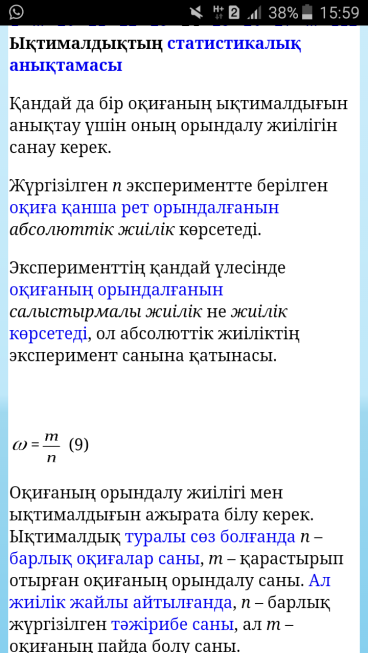 38% 15:59
Ықтималдықтың статистикалық
анықтамасы
Қандай да бір оқиғаның ықтималдығын
анықтау үшін оның орындалу жиілігін
санау керек.
Жүргізілген n экспериментте берілген
оқиға қанша рет орындалғанын
абсолюттік жиілік көрсетеді.
Эксперименттің қандай үлесінде
оқиғаның орындалғанын
салыстырмалы жиілік не жиілік
көрсетеді, ол абсолюттік жиіліктің
эксперимент санына қатынасы.
ω = m/n (9)
Оқиғаның орындалу жиілігі мен
ықтималдығын ажырата білу керек.
Ықтималдық туралы сөз болғанда n –
барлық оқиғалар саны, m – қарастырып
отырған оқиғаның орындалу саны. Ал
жиілік жайлы айтылғанда, n – барлық
жүргізілген тәжірибе саны, ал m –
оқиғаның пайда болу саны.